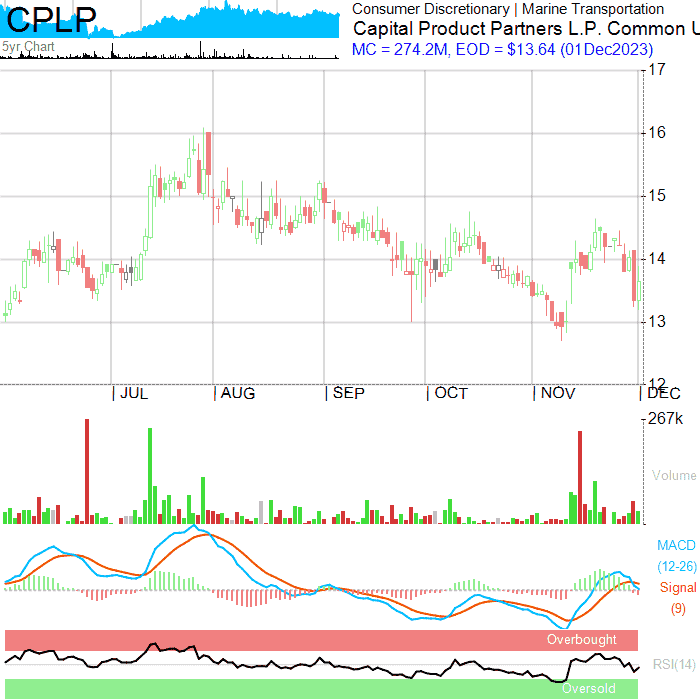 CPLP
5yr Chart
Consumer Discretionary | Marine Transportation
Capital Product Partners L.P. Common U
MC = 274.2M, EOD = $13.64 (01Dec2023)
17
16
15
14
13
12
JUL AUG SEP OCT NOV DEC
267k
Volume
MACD
(12-26)
Signal
(9)
Overbought
RSI(14)
Oversold